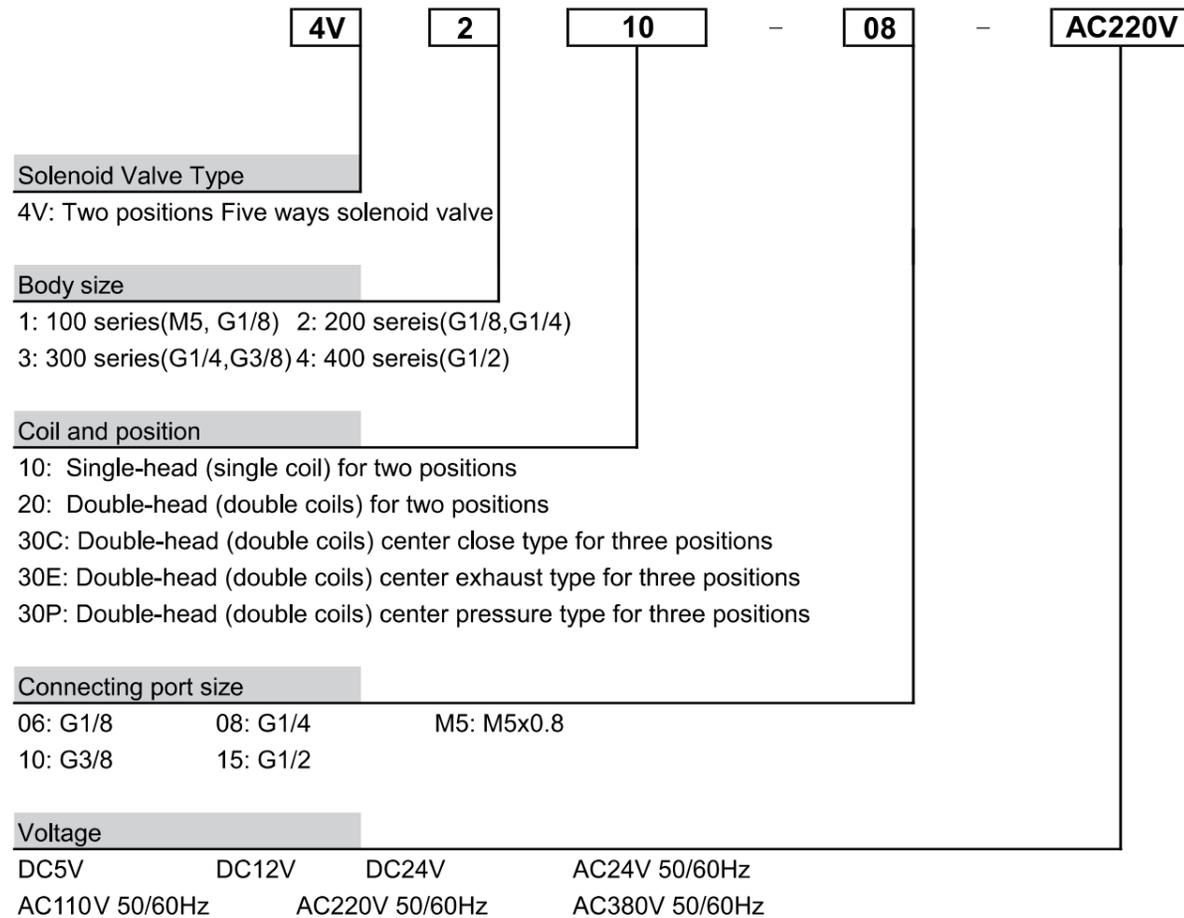 4V 2 10 – 08 – AC220V
Solenoid Valve Type
4V: Two positions Five ways solenoid valve
Body size
1: 100 series(M5, G1/8) 2: 200 sereis(G1/8,G1/4)
3: 300 series(G1/4,G3/8) 4: 400 sereis(G1/2)
Coil and position
10: Single-head (single coil) for two positions
20: Double-head (double coils) for two positions
30C: Double-head (double coils) center close type for three positions
30E: Double-head (double coils) center exhaust type for three positions
30P: Double-head (double coils) center pressure type for three positions
Connecting port size
06: G1/8 08: G1/4 M5: M5x0.8
10: G3/8 15: G1/2
Voltage
DC5V DC12V DC24V AC24V 50/60Hz
AC110V 50/60Hz AC220V 50/60Hz AC380V 50/60Hz